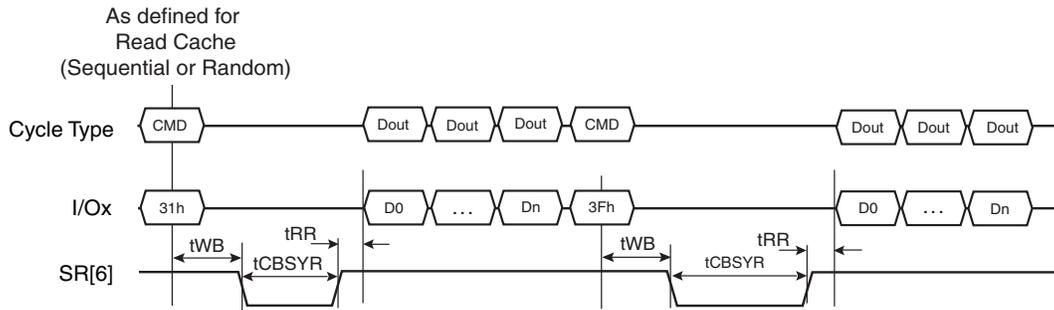 As defined for
Read Cache
(Sequential or Random)
Cycle Type CMD Dout Dout Dout CMD Dout Dout Dout
I/Ox 31h D0 ... Dn 3Fh D0 ... Dn
tWB tRR tWB tRR
SR[6] tCBSYR tCBSYR